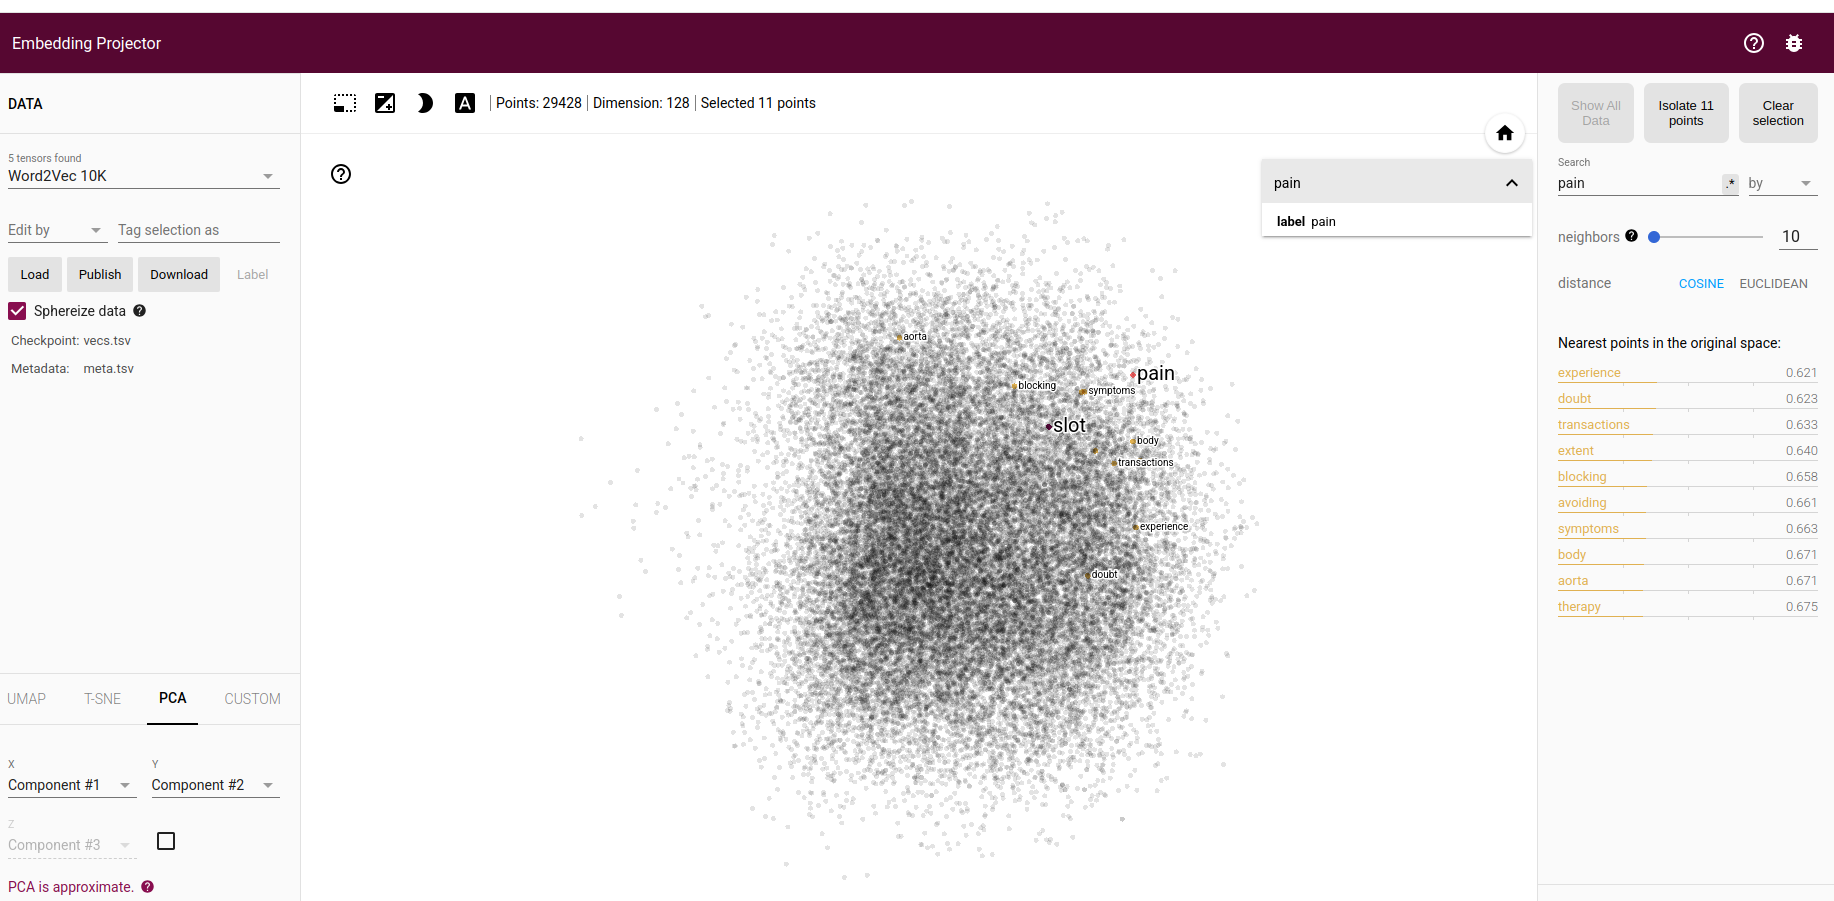 Embedding Projector
DATA
5 tensors found
Word2Vec 10K
Edit by
Tag selection as
Load
Publish
Download
Label
Sphereize data
Checkpoint: vecs.tsv
Metadata: meta.tsv
UMAP
T-SNE
PCA
CUSTOM
X
Component #1
Y
Component #2
Z
Component #3
PCA is approximate.
A
Points: 29428
Dimension: 128
Selected 11 points
pain
label pain
aorta
pain
blocking
symptoms
slot
body
transactions
experience
doubt
Show All
Data
Isolate 11
points
Clear
selection
Search
pain
.*
by
neighbors
10
distance
COSINE
EUCLIDEAN
Nearest points in the original space:
experience 0.621
doubt 0.623
transactions 0.633
extent 0.640
blocking 0.658
avoiding 0.661
symptoms 0.663
body 0.671
aorta 0.671
therapy 0.675